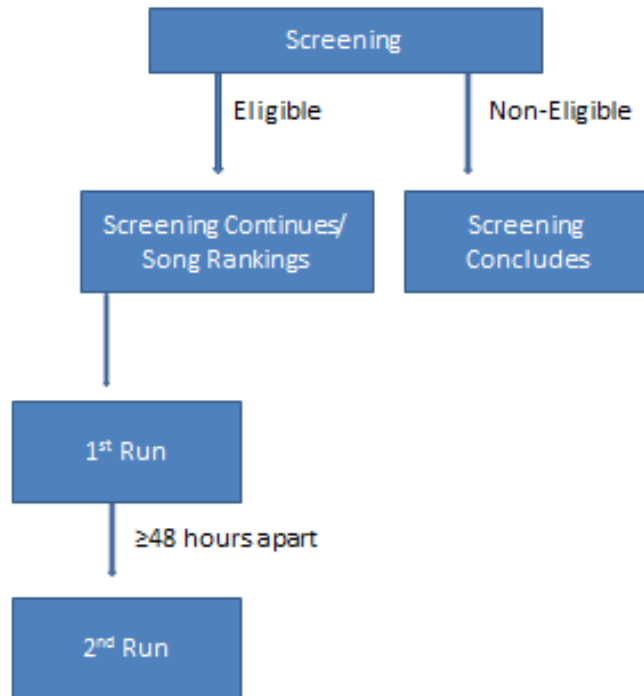 Screening
Eligible
Non-Eligible
Screening Continues/
Song Rankings
Screening
Concludes
1st Run
≥48 hours apart
2nd Run